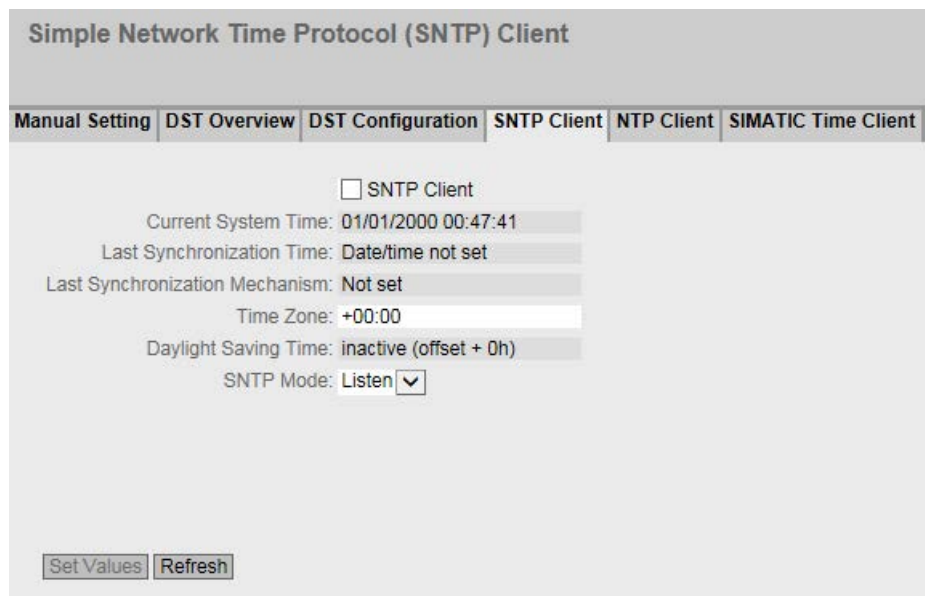 Simple Network Time Protocol (SNTP) Client
Manual Setting DST Overview DST Configuration SNTP Client NTP Client SIMATIC Time Client
SNTP Client
Current System Time: 01/01/2000 00:47:41
Last Synchronization Time: Date/time not set
Last Synchronization Mechanism: Not set
Time Zone: +00:00
Daylight Saving Time: inactive (offset + 0h)
SNTP Mode: Listen
Set Values Refresh